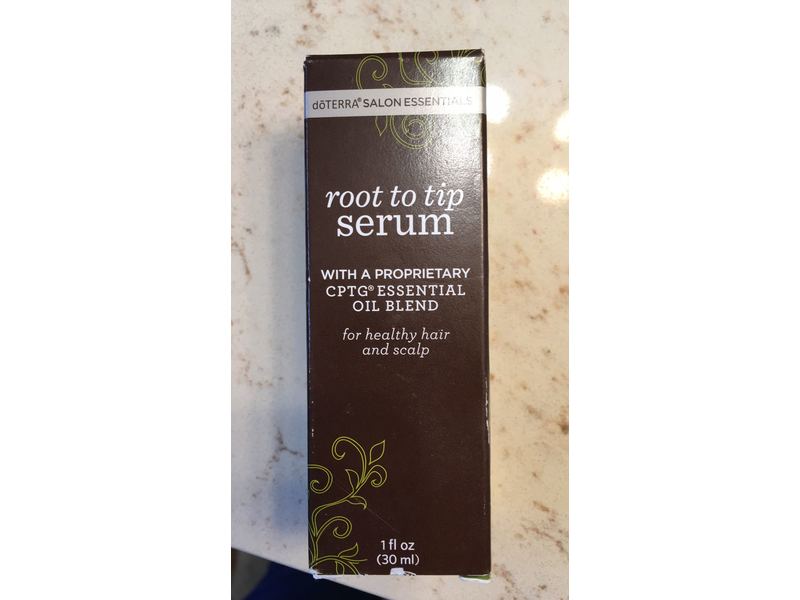 dōTERRA® SALON ESSENTIALS
root to tip
serum
WITH A PROPRIETARY
CPTG® ESSENTIAL
OIL BLEND
for healthy hair
and scalp
1 fl oz
(30 ml)